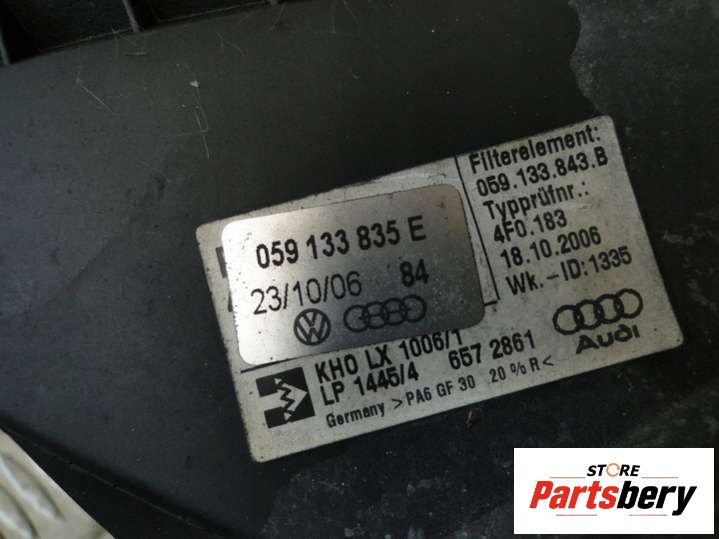 059 133 835 E
23/10/06 84
Filterelement:
059.133.843.B
Typprüfnr.:
4F0.183
18.10.2006
Wk.-ID:1335
KHO LX 1006/1
LP 1445/4 657 2861
Germany >PA6 GF 30 20 % R<
Audi
STORE
Partsbery